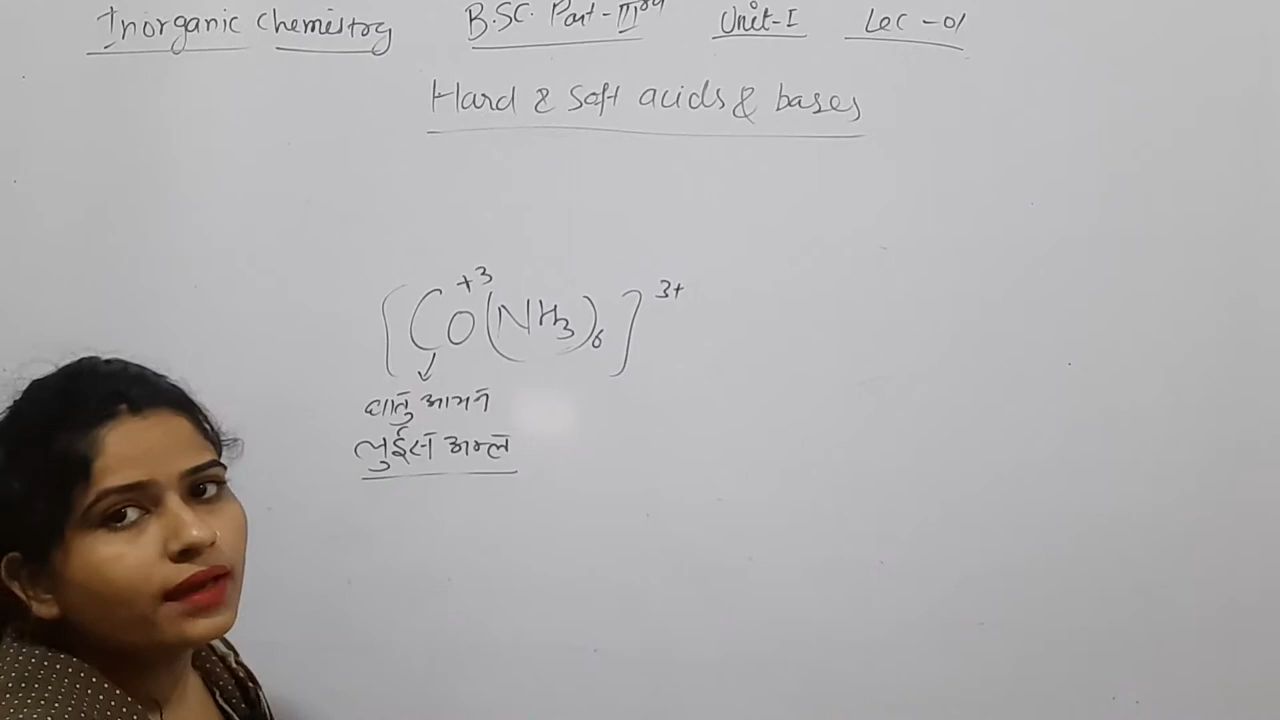 Inorganic Chemistry B.SC. Part-IIIrd Unit-I Lec-01
Hard & Soft acids & bases
[Co+3(NH3)6]3+
धातु आयन
लुईस अम्ल